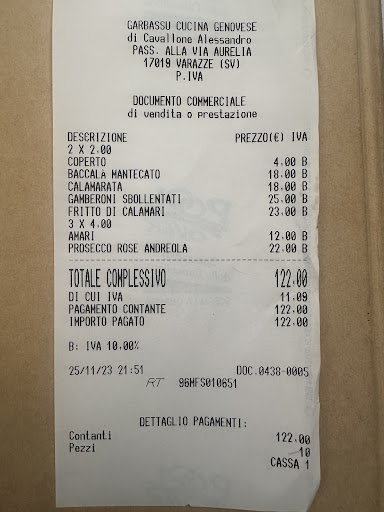 GARBASSU CUCINA GENOVESE
di Cavallone Alessandro
PASS. ALLA VIA AURELIA
17019 VARAZZE (SV)
P.IVA
DOCUMENTO COMMERCIALE
di vendita o prestazione
DESCRIZIONE PREZZO(€) IVA
2 X 2.00
COPERTO 4.00 B
BACCALÀ MANTECATO 18.00 B
CALAMARATA 18.00 B
GAMBERONI SBOLLENTATI 25.00 B
FRITTO DI CALAMARI 23.00 B
3 X 4.00
AMARI 12.00 B
PROSECCO ROSE ANDREOLA 22.00 B
TOTALE COMPLESSIVO 122.00
DI CUI IVA 11.09
PAGAMENTO CONTANTE 122.00
IMPORTO PAGATO 122.00
B: IVA 10.00%
25/11/23 21:51 DOC.0438-0005
RT 96MFS010651
DETTAGLIO PAGAMENTI:
Contanti 122.00
Pezzi 10
CASSA 1